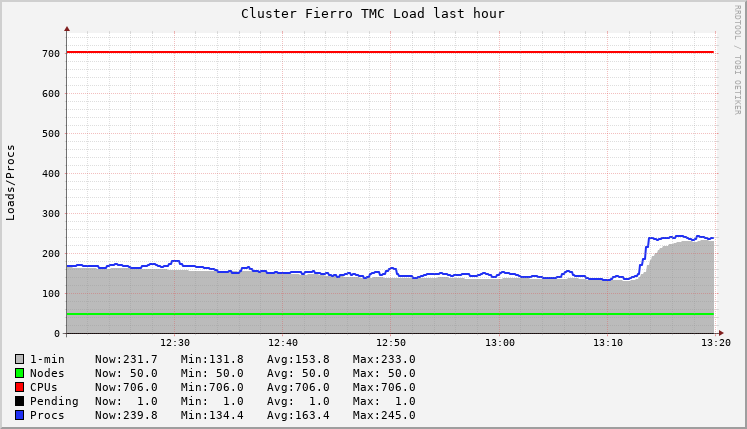 Cluster Fierro TMC Load last hour
RRDTOOL / TOBI OETIKER
Loads/Procs
700
600
500
400
300
200
100
0
12:30 12:40 12:50 13:00 13:10 13:20
1-min Now:231.7 Min:131.8 Avg:153.8 Max:233.0
Nodes Now: 50.0 Min: 50.0 Avg: 50.0 Max: 50.0
CPUs Now:706.0 Min:706.0 Avg:706.0 Max:706.0
Pending Now: 1.0 Min: 1.0 Avg: 1.0 Max: 1.0
Procs Now:239.8 Min:134.4 Avg:163.4 Max:245.0